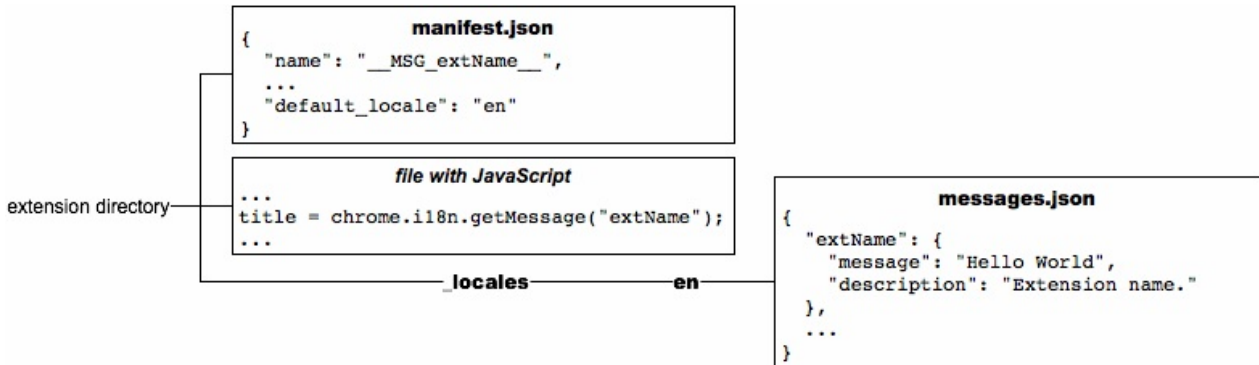 manifest.json
{
"name": "__MSG_extName__",
...
"default_locale": "en"
}
file with JavaScript
...
title = chrome.i18n.getMessage("extName");
...
extension directory
_locales
en
messages.json
{
"extName": {
"message": "Hello World",
"description": "Extension name."
},
...
}